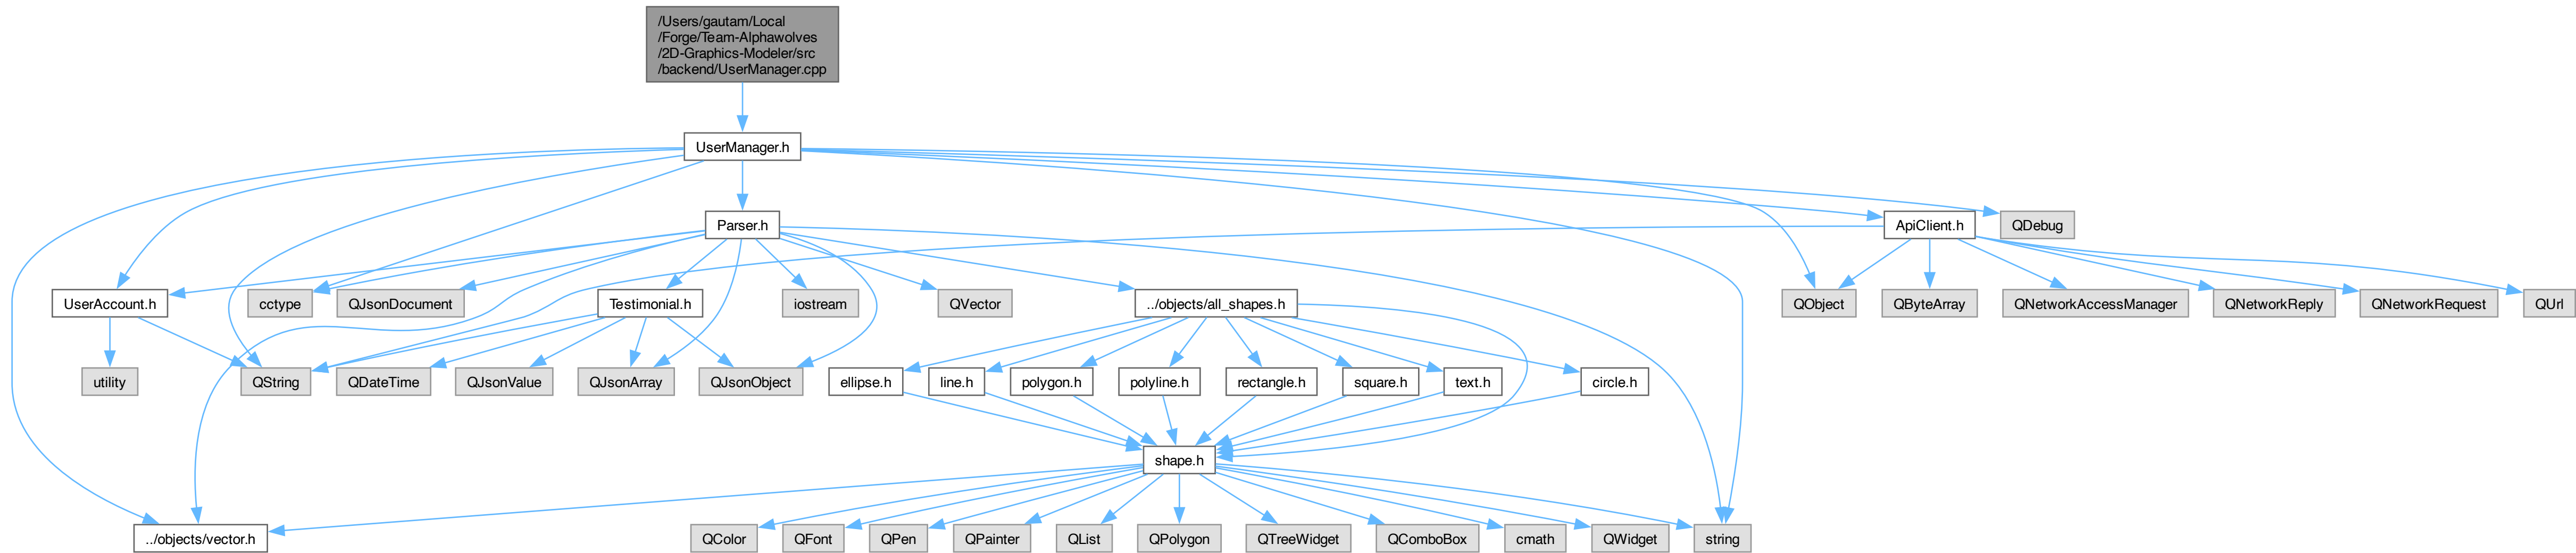 /Users/gautam/Local
/Forge/Team-Alphawolves
/2D-Graphics-Modeler/src
/backend/UserManager.cpp
UserManager.h
Parser.h
ApiClient.h
QDebug
UserAccount.h
cctype
QJsonDocument
Testimonial.h
iostream
QVector
../objects/all_shapes.h
QObject
QByteArray
QNetworkAccessManager
QNetworkReply
QNetworkRequest
QUrl
utility
QString
QDateTime
QJsonValue
QJsonArray
QJsonObject
ellipse.h
line.h
polygon.h
polyline.h
rectangle.h
square.h
text.h
circle.h
shape.h
../objects/vector.h
QColor
QFont
QPen
QPainter
QList
QPolygon
QTreeWidget
QComboBox
cmath
QWidget
string